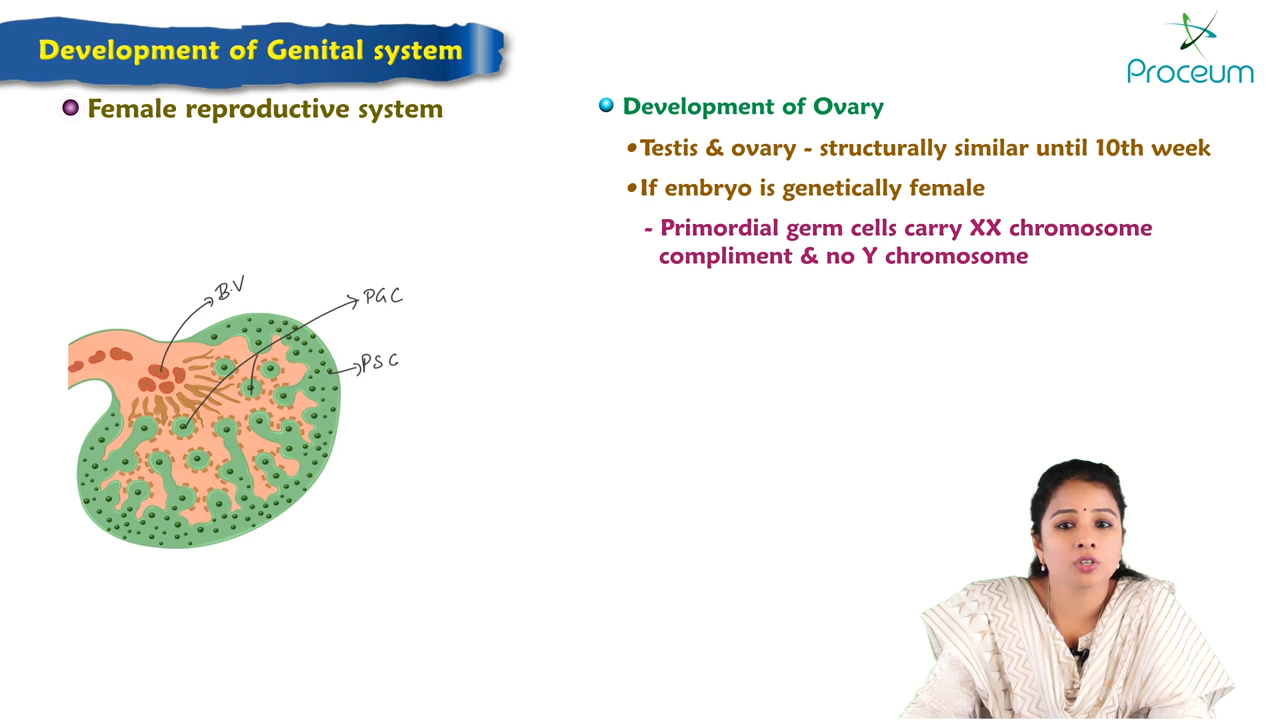 Development of Genital system
Proceum
Female reproductive system
Development of Ovary
•Testis & ovary - structurally similar until 10th week
•If embryo is genetically female
- Primordial germ cells carry XX chromosome
compliment & no Y chromosome
B.V
PGC
PSC